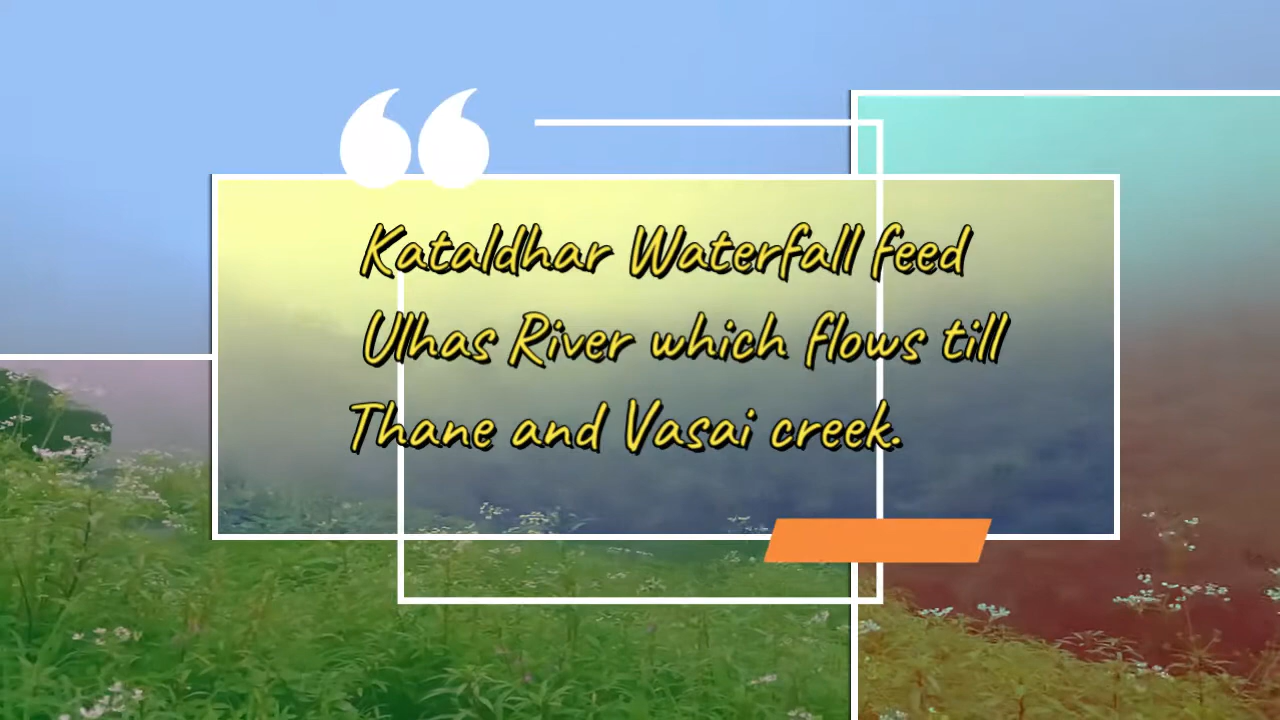 Kataldhar Waterfall feed
Ulhas River which flows till
Thane and Vasai creek.